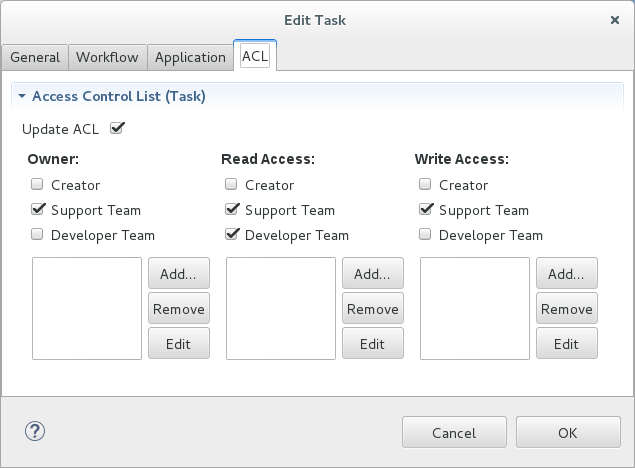 Edit Task
General Workflow Application ACL
Access Control List (Task)
Update ACL
Owner: Read Access: Write Access:
Creator Creator Creator
Support Team Support Team Support Team
Developer Team Developer Team Developer Team
Add... Add... Add...
Remove Remove Remove
Edit Edit Edit
? Cancel OK